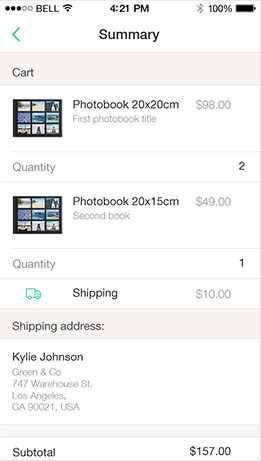 BELL 4:21 PM 100%
Summary
Cart
Photobook 20x20cm $98.00
First photobook title
Quantity 2
Photobook 20x15cm $49.00
Second book
Quantity 1
Shipping $10.00
Shipping address:
Kylie Johnson
Green & Co
747 Warehouse St.
Los Angeles,
CA 90021, USA
Subtotal $157.00